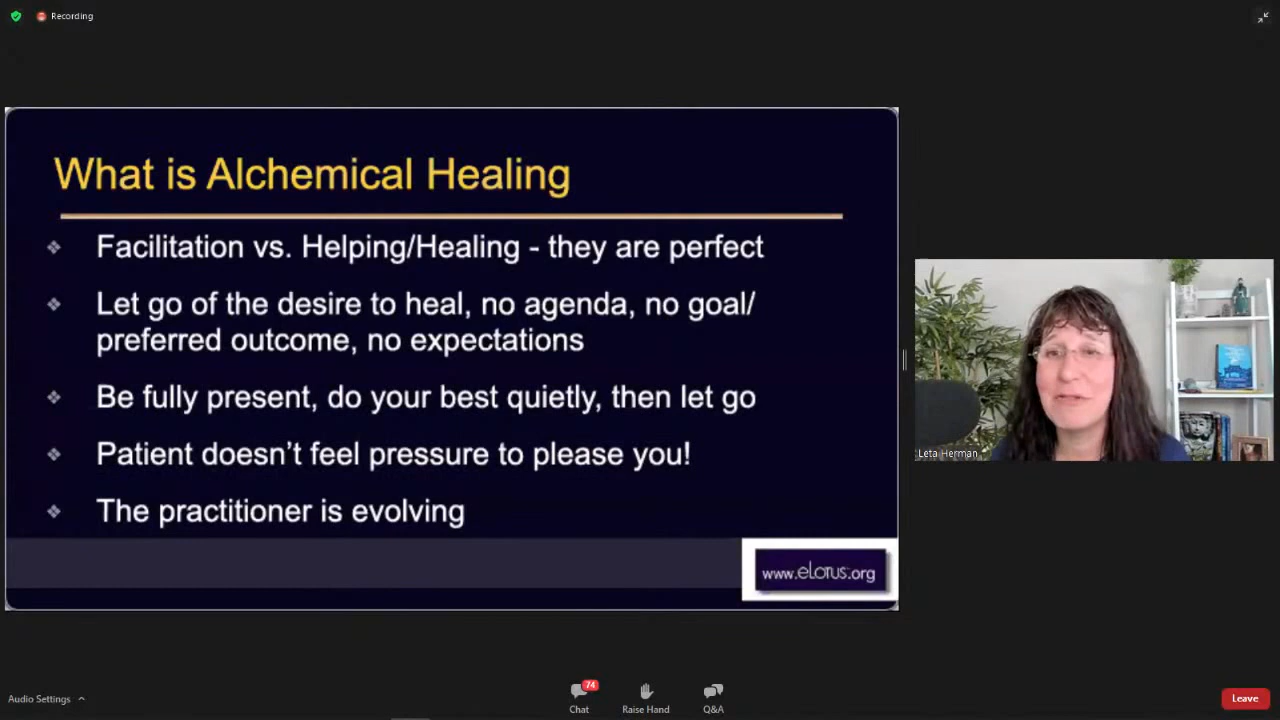 Recording
What is Alchemical Healing
Facilitation vs. Helping/Healing - they are perfect
Let go of the desire to heal, no agenda, no goal/
preferred outcome, no expectations
Be fully present, do your best quietly, then let go
Patient doesn't feel pressure to please you!
The practitioner is evolving
www.eLotus.org
Leta Herman
Audio Settings
74
Chat
Raise Hand
Q&A
Leave